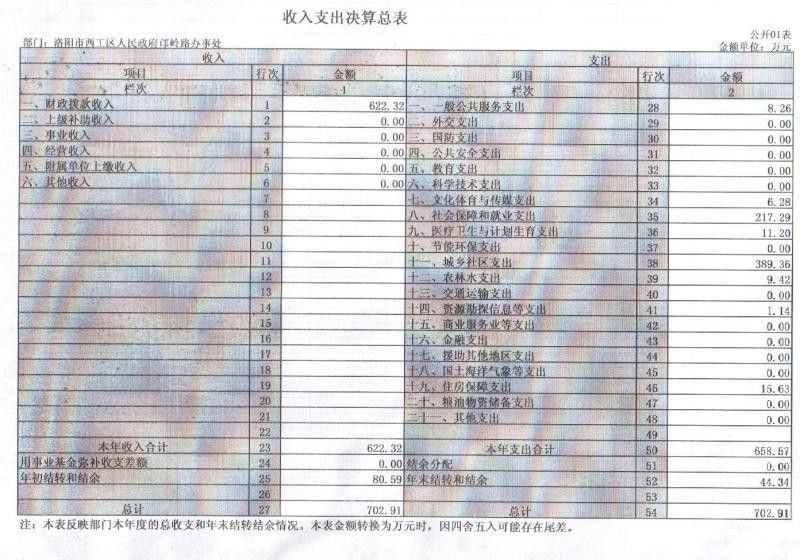 收入支出决算总表
公开01表
部门：洛阳市西工区人民政府邙岭路办事处 金额单位：万元
收入 支出
项目 行次 金额 项目 行次 金额
栏次 1 栏次 2
一、财政拨款收入 1 622.32 一、一般公共服务支出 28 8.26
二、上级补助收入 2 0.00 二、外交支出 29 0.00
三、事业收入 3 0.00 三、国防支出 30 0.00
四、经营收入 4 0.00 四、公共安全支出 31 0.00
五、附属单位上缴收入 5 0.00 五、教育支出 32 0.00
六、其他收入 6 0.00 六、科学技术支出 33 0.00
7 七、文化体育与传媒支出 34 6.28
8 八、社会保障和就业支出 35 217.29
9 九、医疗卫生与计划生育支出 36 11.20
10 十、节能环保支出 37 0.00
11 十一、城乡社区支出 38 389.36
12 十二、农林水支出 39 9.42
13 十三、交通运输支出 40 0.00
14 十四、资源勘探信息等支出 41 1.14
15 十五、商业服务业等支出 42 0.00
16 十六、金融支出 43 0.00
17 十七、援助其他地区支出 44 0.00
18 十八、国土海洋气象等支出 45 0.00
19 十九、住房保障支出 46 15.63
20 二十、粮油物资储备支出 47 0.00
21 二十一、其他支出 48 0.00
22 49
本年收入合计 23 622.32 本年支出合计 50 658.57
用事业基金弥补收支差额 24 0.00 结余分配 51 0.00
年初结转和结余 25 80.59 年末结转和结余 52 44.34
26 53
总计 27 702.91 总计 54 702.91
注：本表反映部门本年度的总收支和年末结转结余情况。本表金额转换为万元时，因四舍五入可能存在尾差。